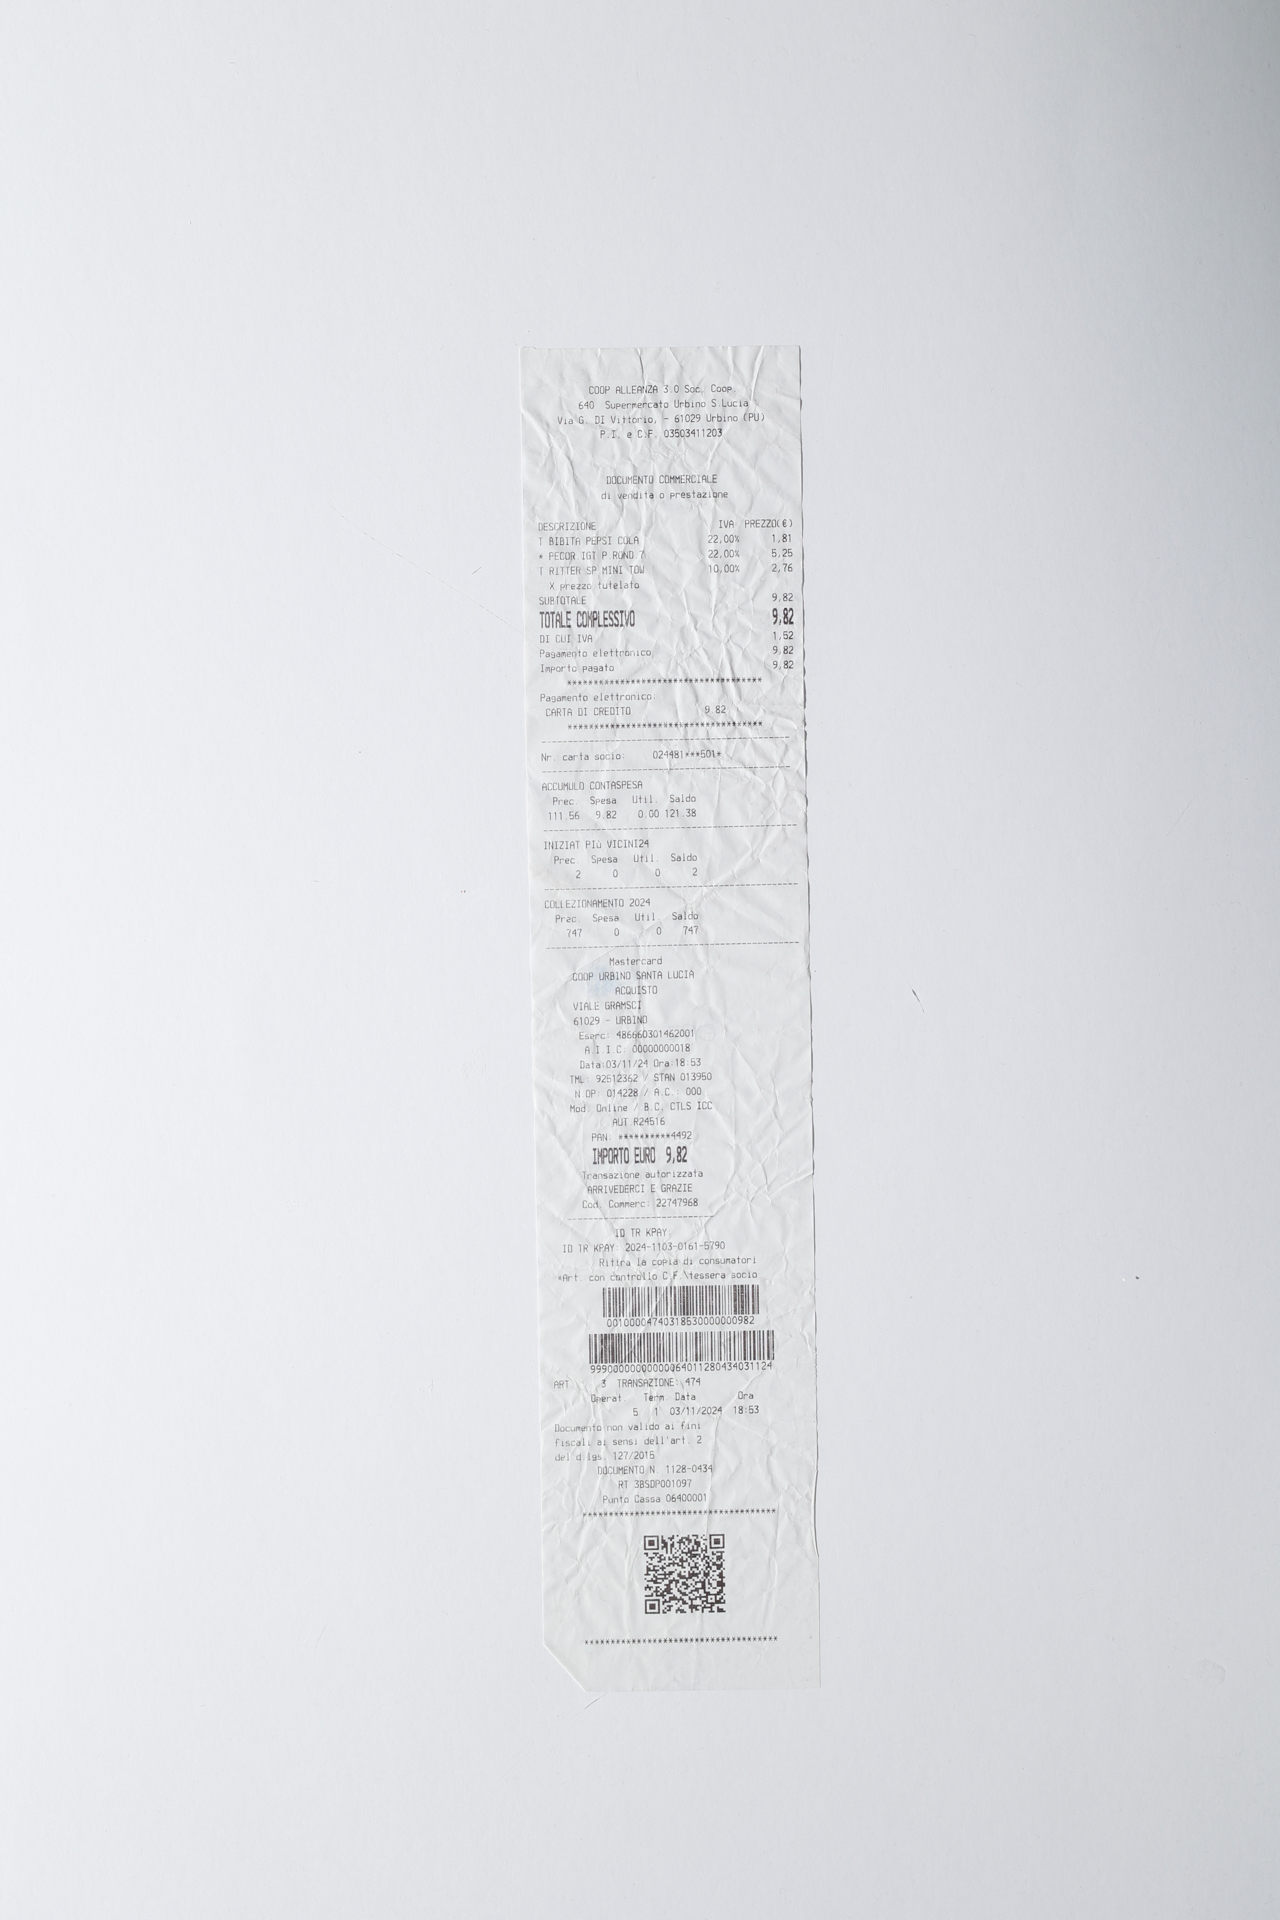 COOP ALLEANZA 3.0 Soc. Coop.
640 Supermercato Urbino S.Lucia
Via G. DI Vittorio, - 61029 Urbino (PU)
P.I. e C.F. 03503411203
DOCUMENTO COMMERCIALE
di vendita o prestazione
DESCRIZIONE IVA PREZZO(€)
T BIBITA PEPSI COLA 22,00% 1,81
* PECOR IGT P ROND 7 22,00% 5,25
T RITTER SP MINI TOW 10,00% 2,76
X prezzo tutelato
SUBTOTALE 9,82
TOTALE COMPLESSIVO 9,82
DI CUI IVA 1,52
Pagamento elettronico 9,82
Importo pagato 9,82
*************************************
Pagamento elettronico:
CARTA DI CREDITO 9.82
*************************************
Nr. carta socio: 024481***501*
ACCUMULO CONTASPESA
Prec. Spesa Util. Saldo
111.56 9.82 0.00 121.38
INIZIAT PIù VICINI24
Prec. Spesa Util. Saldo
2 0 0 2
COLLEZIONAMENTO 2024
Prec. Spesa Util. Saldo
747 0 0 747
Mastercard
COOP URBINO SANTA LUCIA
ACQUISTO
VIALE GRAMSCI
61029 - URBINO
Eserc: 486660301462001
A.I.I.C. 00000000018
Data:03/11/24 Ora:18:53
TML: 92512362 / STAN 013950
N.OP: 014228 / A.C.: 000
Mod. Online / B.C. CTLS ICC
AUT.R24516
PAN. **********4492
IMPORTO EURO 9,82
Transazione autorizzata
ARRIVEDERCI E GRAZIE
Cod. Commerc: 22747968
ID TR KPAY:
ID TR KPAY: 2024-1103-0161-5790
Ritira la copia di consumatori
*Art. con controllo C.F.\tessera socio
0010000474031853000000982
99900000000000064011280434031124
ART. 3 TRANSAZIONE: 474
Operat. Term. Data Ora
5 1 03/11/2024 18:53
Documento non valido ai fini
fiscali ai sensi dell'art. 2
del d.lgs. 127/2015
DOCUMENTO N. 1128-0434
RT 3BSDP001097
Punto Cassa 06400001
*************************************
*************************************